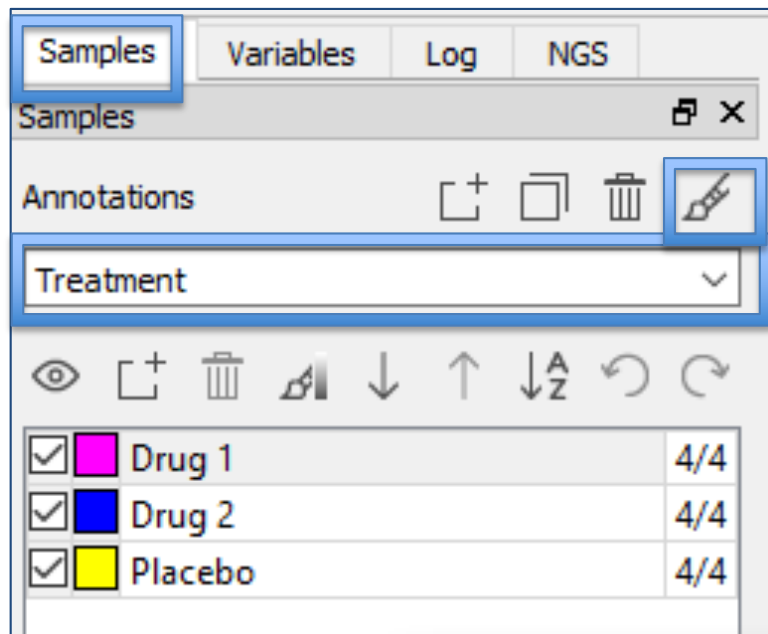 Samples Variables Log NGS
Samples
Annotations
Treatment
A
Z
Drug 1 4/4
Drug 2 4/4
Placebo 4/4